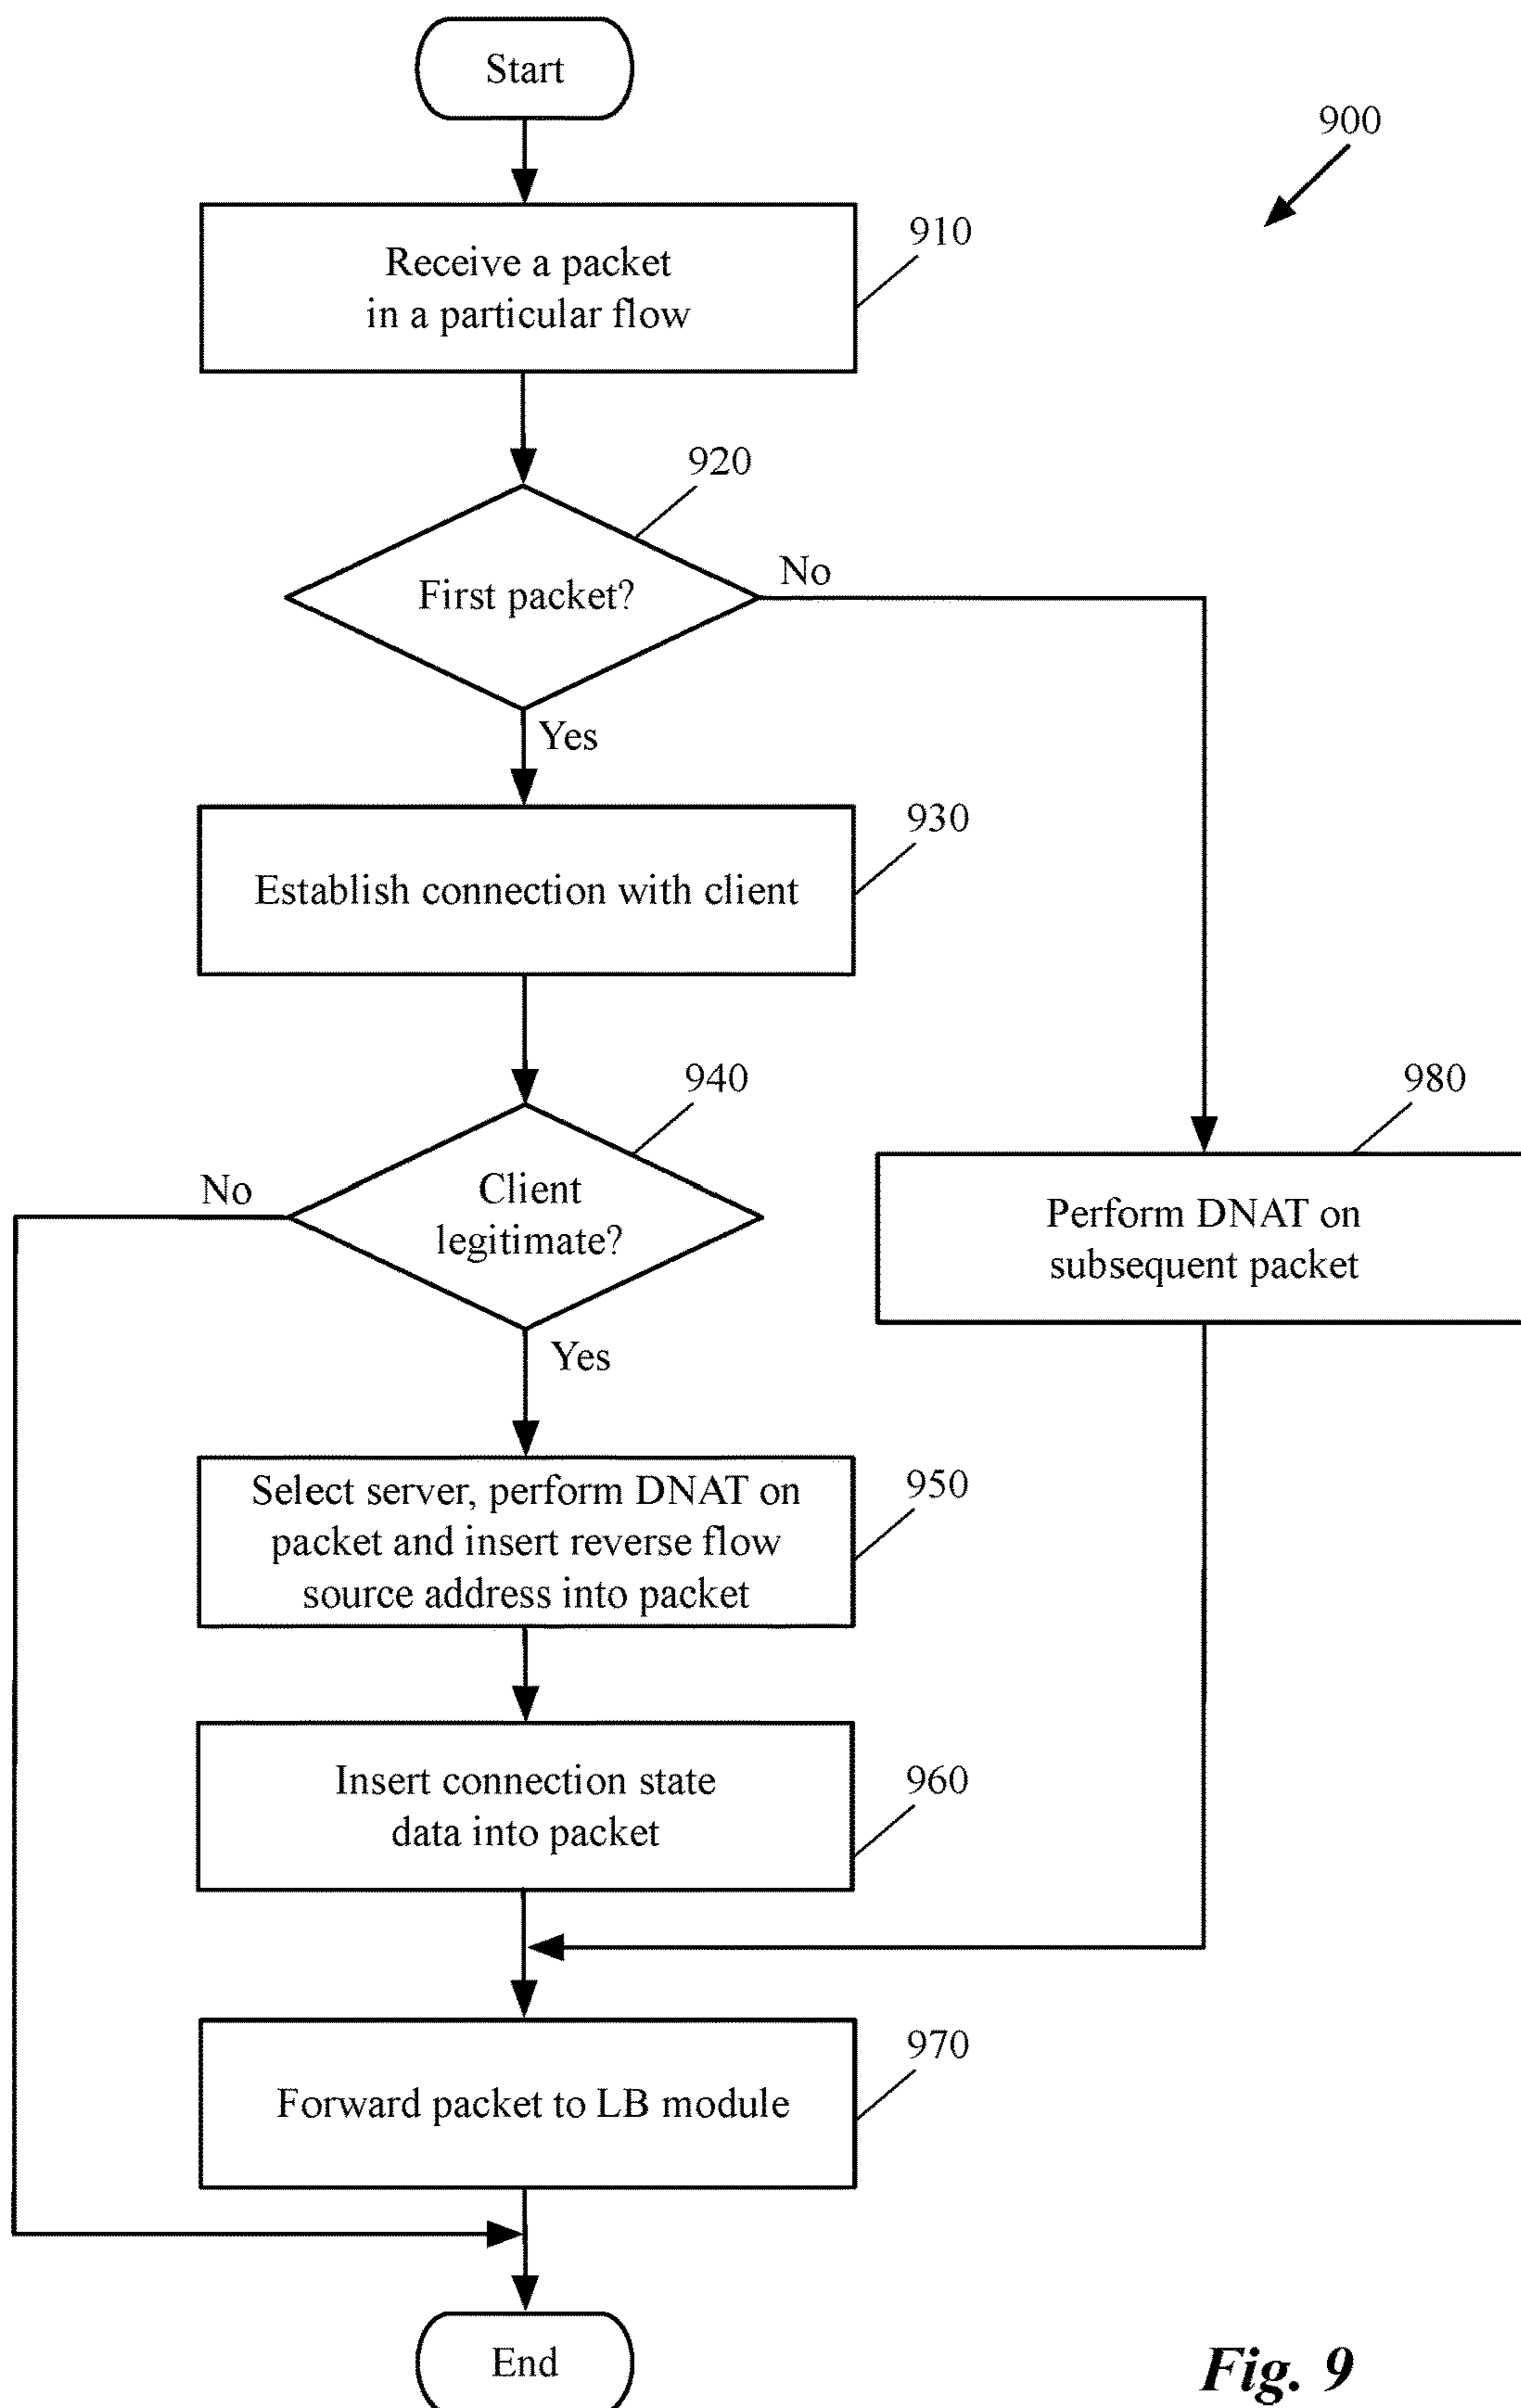 Start
900
910
Receive a packet
in a particular flow
920
First packet?
No
Yes
930
Establish connection with client
940
980
Client
legitimate?
No
Perform DNAT on
subsequent packet
Yes
950
Select server, perform DNAT on
packet and insert reverse flow
source address into packet
960
Insert connection state
data into packet
970
Forward packet to LB module
End
Fig. 9